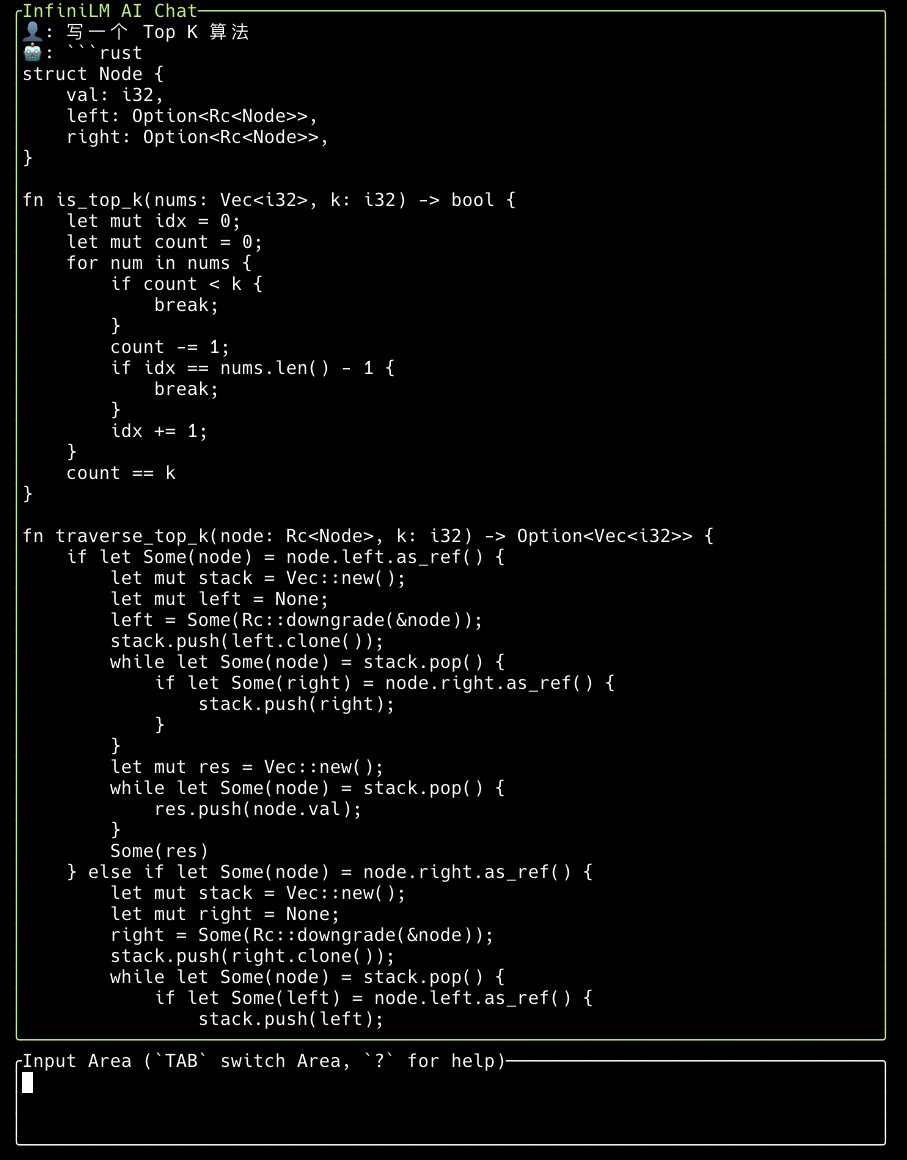 InfiniLM AI Chat
👤: 写一个 Top K 算法
🤖: ```rust
struct Node {
    val: i32,
    left: Option<Rc<Node>>,
    right: Option<Rc<Node>>,
}

fn is_top_k(nums: Vec<i32>, k: i32) -> bool {
    let mut idx = 0;
    let mut count = 0;
    for num in nums {
        if count < k {
            break;
        }
        count -= 1;
        if idx == nums.len() - 1 {
            break;
        }
        idx += 1;
    }
    count == k
}

fn traverse_top_k(node: Rc<Node>, k: i32) -> Option<Vec<i32>> {
    if let Some(node) = node.left.as_ref() {
        let mut stack = Vec::new();
        let mut left = None;
        left = Some(Rc::downgrade(&node));
        stack.push(left.clone());
        while let Some(node) = stack.pop() {
            if let Some(right) = node.right.as_ref() {
                stack.push(right);
            }
        }
        let mut res = Vec::new();
        while let Some(node) = stack.pop() {
            res.push(node.val);
        }
        Some(res)
    } else if let Some(node) = node.right.as_ref() {
        let mut stack = Vec::new();
        let mut right = None;
        right = Some(Rc::downgrade(&node));
        stack.push(right.clone());
        while let Some(node) = stack.pop() {
            if let Some(left) = node.left.as_ref() {
                stack.push(left);
Input Area (`TAB` switch Area, `?` for help)